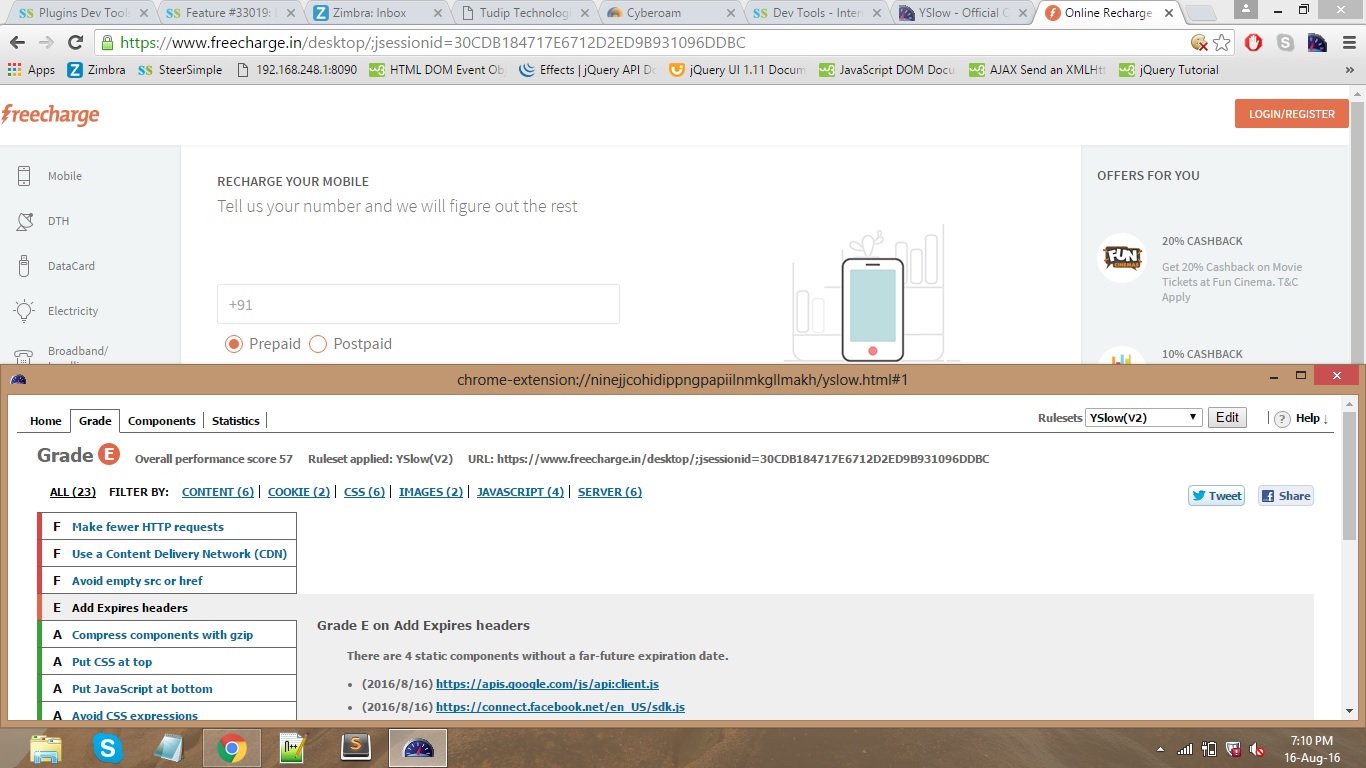 Plugins Dev Tools
Feature #33019:
Zimbra: Inbox
Tudip Technolog
Cyberoam
Dev Tools - Inter
YSlow - Official C
Online Recharge
https://www.freecharge.in/desktop/;jsessionid=30CDB184717E6712D2ED9B931096DDBC
Apps Zimbra SteerSimple 192.168.248.1:8090 HTML DOM Event Obj Effects | jQuery API Do jQuery UI 1.11 Docum JavaScript DOM Docu AJAX Send an XMLHt jQuery Tutorial »
freecharge
LOGIN/REGISTER
Mobile
DTH
DataCard
Electricity
Broadband/
RECHARGE YOUR MOBILE
Tell us your number and we will figure out the rest
+91
Prepaid Postpaid
OFFERS FOR YOU
FUN
CINEMAS
20% CASHBACK
Get 20% Cashback on Movie
Tickets at Fun Cinema. T&C
Apply
10% CASHBACK
chrome-extension://ninejjcohidippngpapiilnmkgllmakh/yslow.html#1
Home Grade Components Statistics
Rulesets YSlow(V2) Edit ? Help ↓
Grade E Overall performance score 57 Ruleset applied: YSlow(V2) URL: https://www.freecharge.in/desktop/;jsessionid=30CDB184717E6712D2ED9B931096DDBC
ALL (23) FILTER BY: CONTENT (6) | COOKIE (2) | CSS (6) | IMAGES (2) | JAVASCRIPT (4) | SERVER (6)
Tweet Share
F Make fewer HTTP requests
F Use a Content Delivery Network (CDN)
F Avoid empty src or href
E Add Expires headers
A Compress components with gzip
A Put CSS at top
A Put JavaScript at bottom
A Avoid CSS expressions
Grade E on Add Expires headers
There are 4 static components without a far-future expiration date.
• (2016/8/16) https://apis.google.com/js/api:client.js
• (2016/8/16) https://connect.facebook.net/en_US/sdk.js
7:10 PM
16-Aug-16